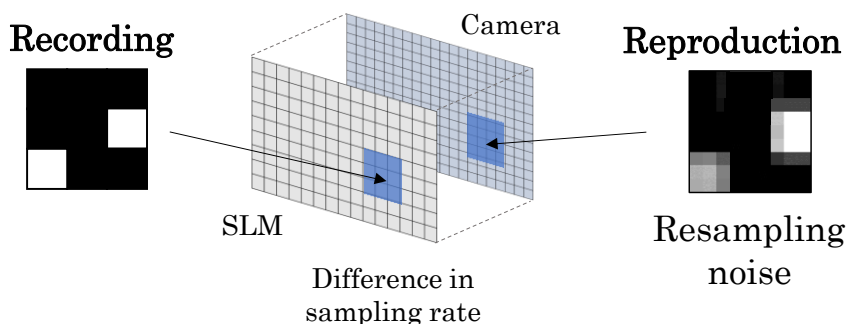 Recording
Camera
Reproduction
SLM
Difference in
sampling rate
Resampling
noise